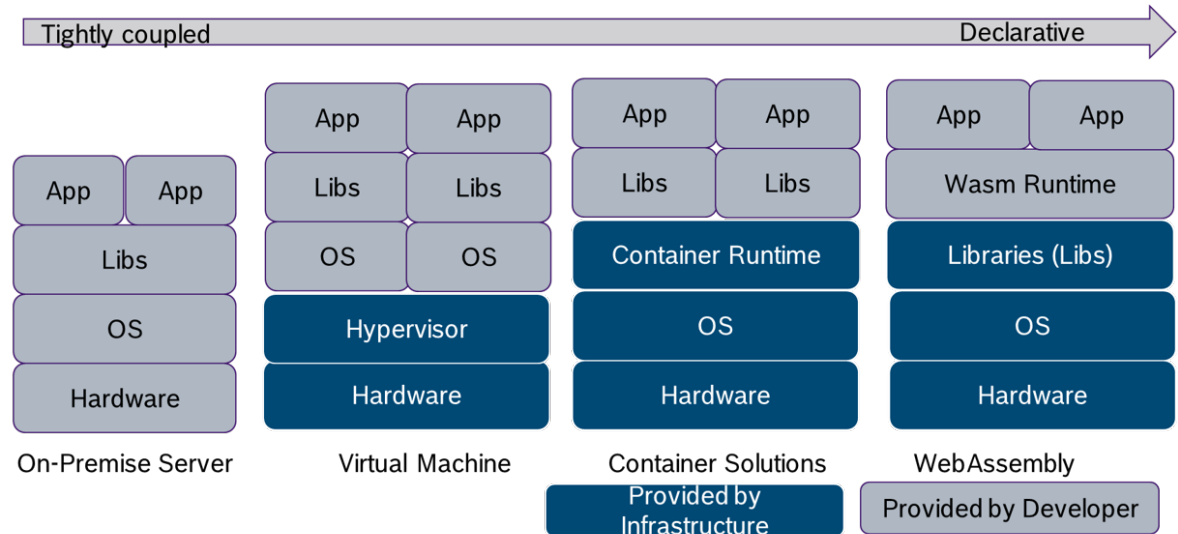 Tightly coupled
Declarative
App
App
Libs
OS
Hardware
On-Premise Server
App
App
Libs
Libs
OS
OS
Hypervisor
Hardware
Virtual Machine
App
App
Libs
Libs
Container Runtime
OS
Hardware
Container Solutions
App
App
Wasm Runtime
Libraries (Libs)
OS
Hardware
WebAssembly
Provided by
Infrastructure
Provided by Developer